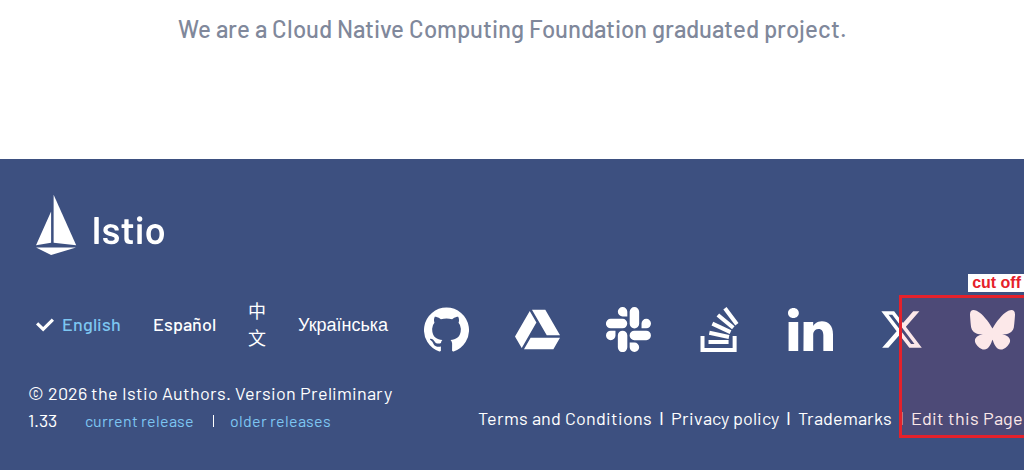 We are a Cloud Native Computing Foundation graduated project.
Istio
cut off
English Español 中文 Українська
© 2026 the Istio Authors. Version Preliminary
1.33 current release | older releases
Terms and Conditions | Privacy policy | Trademarks | Edit this Page